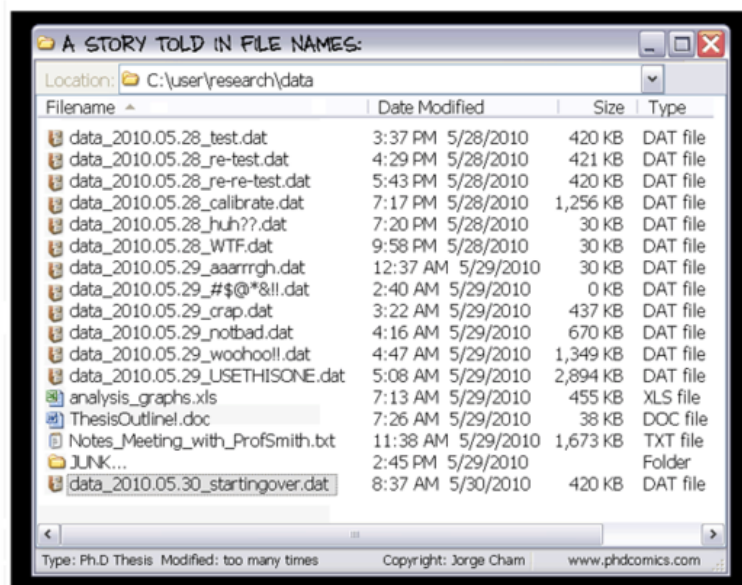 A STORY TOLD IN FILE NAMES:
Location: C:\user\research\data
Filename Date Modified Size Type
data_2010.05.28_test.dat 3:37 PM 5/28/2010 420 KB DAT file
data_2010.05.28_re-test.dat 4:29 PM 5/28/2010 421 KB DAT file
data_2010.05.28_re-re-test.dat 5:43 PM 5/28/2010 420 KB DAT file
data_2010.05.28_calibrate.dat 7:17 PM 5/28/2010 1,256 KB DAT file
data_2010.05.28_huh??.dat 7:20 PM 5/28/2010 30 KB DAT file
data_2010.05.28_WTF.dat 9:58 PM 5/28/2010 30 KB DAT file
data_2010.05.29_aaarrrgh.dat 12:37 AM 5/29/2010 30 KB DAT file
data_2010.05.29_#$@*&!!.dat 2:40 AM 5/29/2010 0 KB DAT file
data_2010.05.29_crap.dat 3:22 AM 5/29/2010 437 KB DAT file
data_2010.05.29_notbad.dat 4:16 AM 5/29/2010 670 KB DAT file
data_2010.05.29_woohoo!!.dat 4:47 AM 5/29/2010 1,349 KB DAT file
data_2010.05.29_USETHISONE.dat 5:08 AM 5/29/2010 2,894 KB DAT file
analysis_graphs.xls 7:13 AM 5/29/2010 455 KB XLS file
ThesisOutline!.doc 7:26 AM 5/29/2010 38 KB DOC file
Notes_Meeting_with_ProfSmith.txt 11:38 AM 5/29/2010 1,673 KB TXT file
JUNK... 2:45 PM 5/29/2010 Folder
data_2010.05.30_startingover.dat 8:37 AM 5/30/2010 420 KB DAT file
Type: Ph.D Thesis Modified: too many times Copyright: Jorge Cham www.phdcomics.com